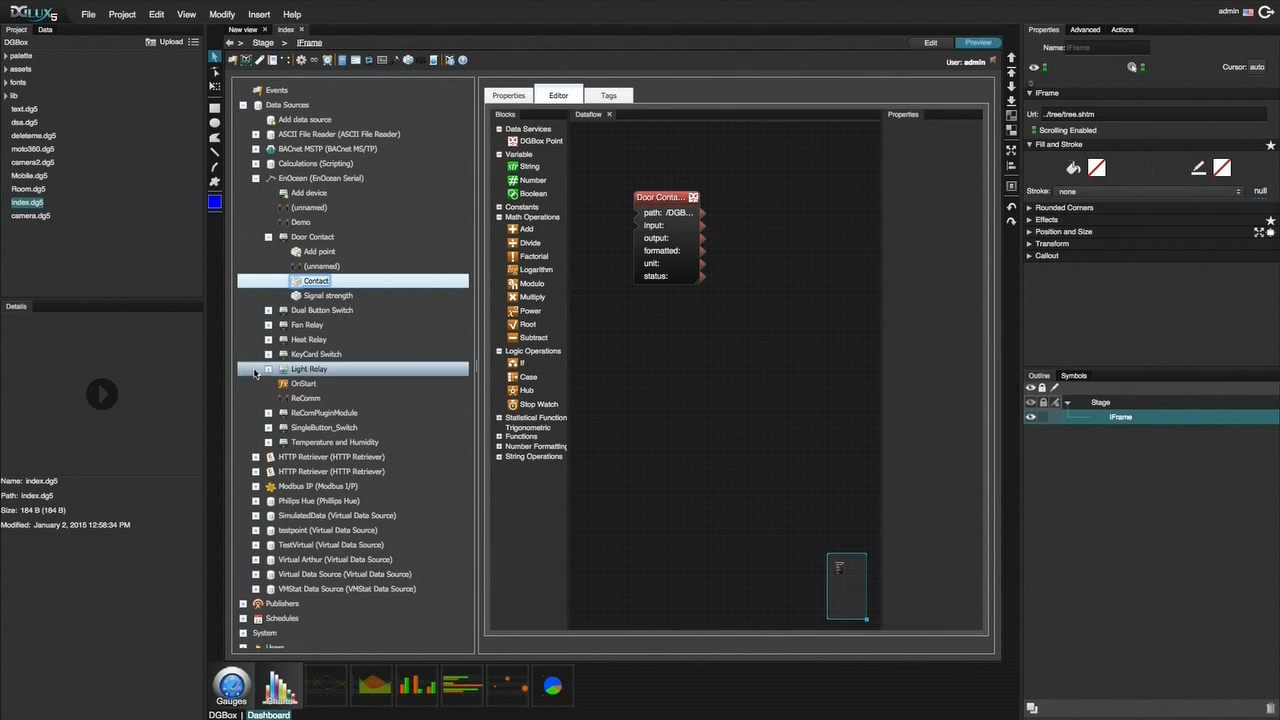 DGLUX5
File
Project
Edit
View
Modify
Insert
Help
admin
Project
Data
DGBox
Upload
palette
assets
fonts
lib
text.dg5
dsa.dg5
deleteme.dg5
moto360.dg5
camera2.dg5
Mobile.dg5
Room.dg5
index.dg5
camera.dg5
Details
Name: index.dg5
Path: index.dg5
Size: 184 B (184 B)
Modified: January 2, 2015 12:58:34 PM
New view
Index
Stage > IFrame
Edit
Preview
User: admin
Events
Data Sources
Add data source
ASCII File Reader (ASCII File Reader)
BACnet MSTP (BACnet MS/TP)
Calculations (Scripting)
EnOcean (EnOcean Serial)
Add device
(unnamed)
Demo
Door Contact
Add point
(unnamed)
Contact
Signal strength
Dual Button Switch
Fan Relay
Heat Relay
KeyCard Switch
Light Relay
OnStart
ReComm
ReComPluginModule
SingleButton_Switch
Temperature and Humidity
HTTP Retriever (HTTP Retriever)
HTTP Retriever (HTTP Retriever)
Modbus IP (Modbus I/P)
Philips Hue (Phillips Hue)
SimulatedData (Virtual Data Source)
testpoint (Virtual Data Source)
TestVirtual (Virtual Data Source)
Virtual Arthur (Virtual Data Source)
Virtual Data Source (Virtual Data Source)
VMStat Data Source (VMStat Data Source)
Publishers
Schedules
System
Properties
Editor
Tags
Blocks
Data Services
DGBox Point
Variable
String
Number
Boolean
Constants
Math Operations
Add
Divide
Factorial
Logarithm
Modulo
Multiply
Power
Root
Subtract
Logic Operations
If
Case
Hub
Stop Watch
Statistical Function
Trigonometric
Functions
Number Formatting
String Operations
Dataflow
Door Conta...
path: /DGB...
input:
output:
formatted:
unit:
status:
Properties
Gauges
Charts
DGBox | Dashboard
Properties
Advanced
Actions
Name: IFrame
Cursor: auto
IFrame
Url: ../tree/tree.shtm
Scrolling Enabled
Fill and Stroke
Stroke: none
null
Rounded Corners
Effects
Position and Size
Transform
Callout
Outline
Symbols
Stage
IFrame